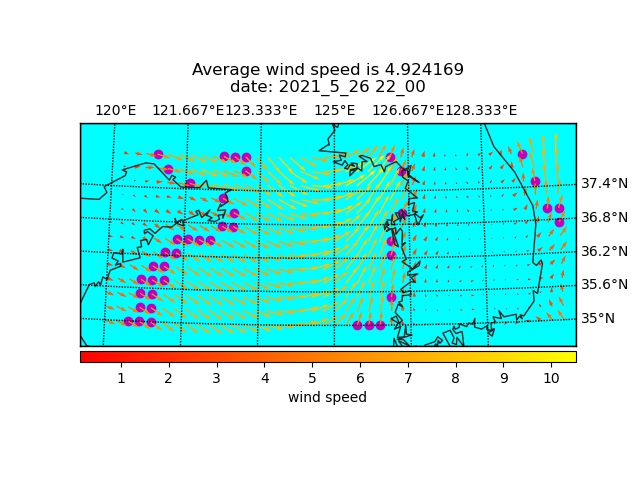 Average wind speed is 4.924169
date: 2021_5_26 22_00
120°E 121.667°E 123.333°E 125°E 126.667°E 128.333°E
37.4°N
36.8°N
36.2°N
35.6°N
35°N
1 2 3 4 5 6 7 8 9 10
wind speed